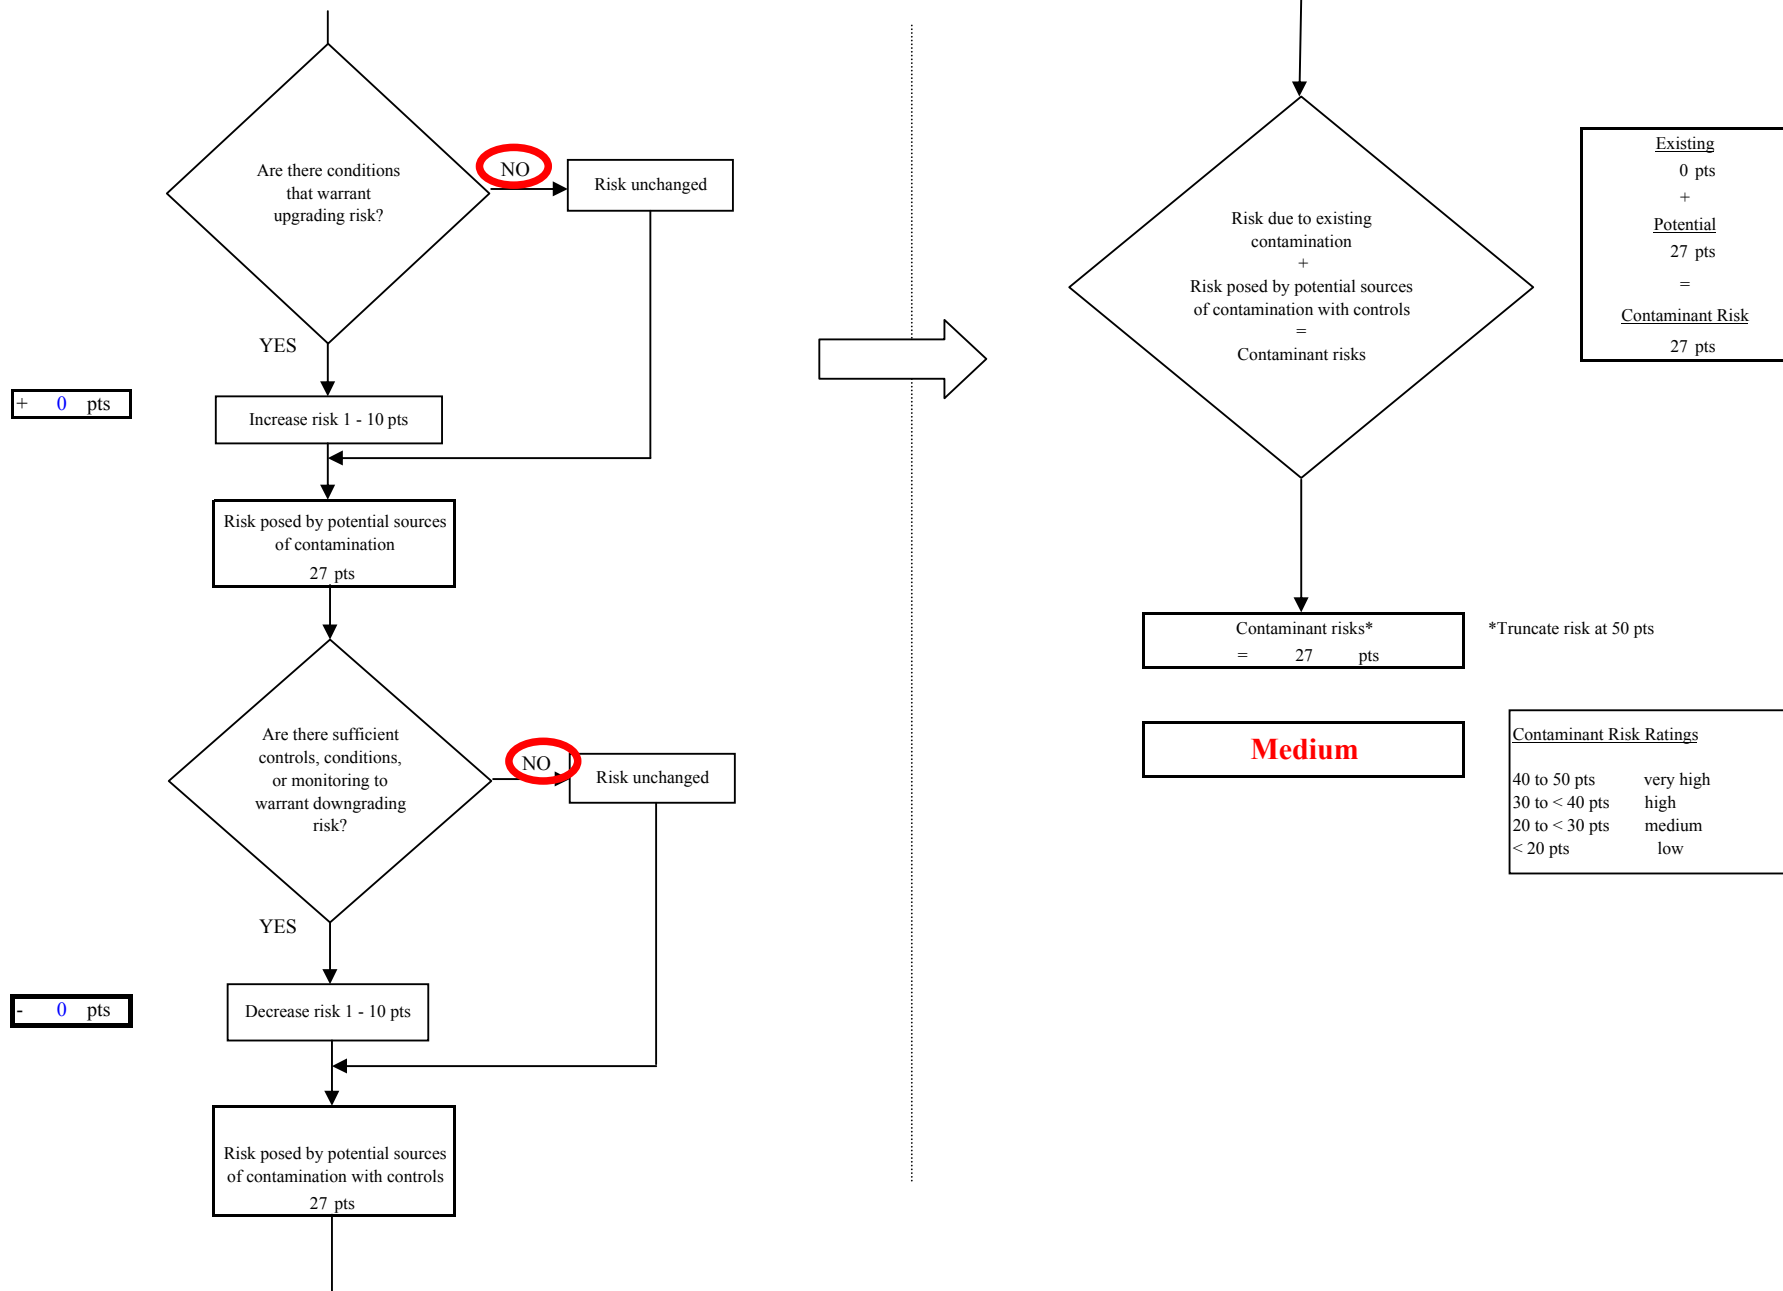 Are there conditions
that warrant
upgrading risk?
NO
Risk unchanged
YES
+ 0 pts
Increase risk 1 - 10 pts
Risk posed by potential sources
of contamination
27 pts
Are there sufficient
controls, conditions,
or monitoring to
warrant downgrading
risk?
NO
Risk unchanged
YES
- 0 pts
Decrease risk 1 - 10 pts
Risk posed by potential sources
of contamination with controls
27 pts
Risk due to existing
contamination
+
Risk posed by potential sources
of contamination with controls
=
Contaminant risks
Existing
0 pts
+
Potential
27 pts
=
Contaminant Risk
27 pts
Contaminant risks*
= 27 pts
*Truncate risk at 50 pts
Medium
Contaminant Risk Ratings
40 to 50 pts very high
30 to < 40 pts high
20 to < 30 pts medium
< 20 pts low